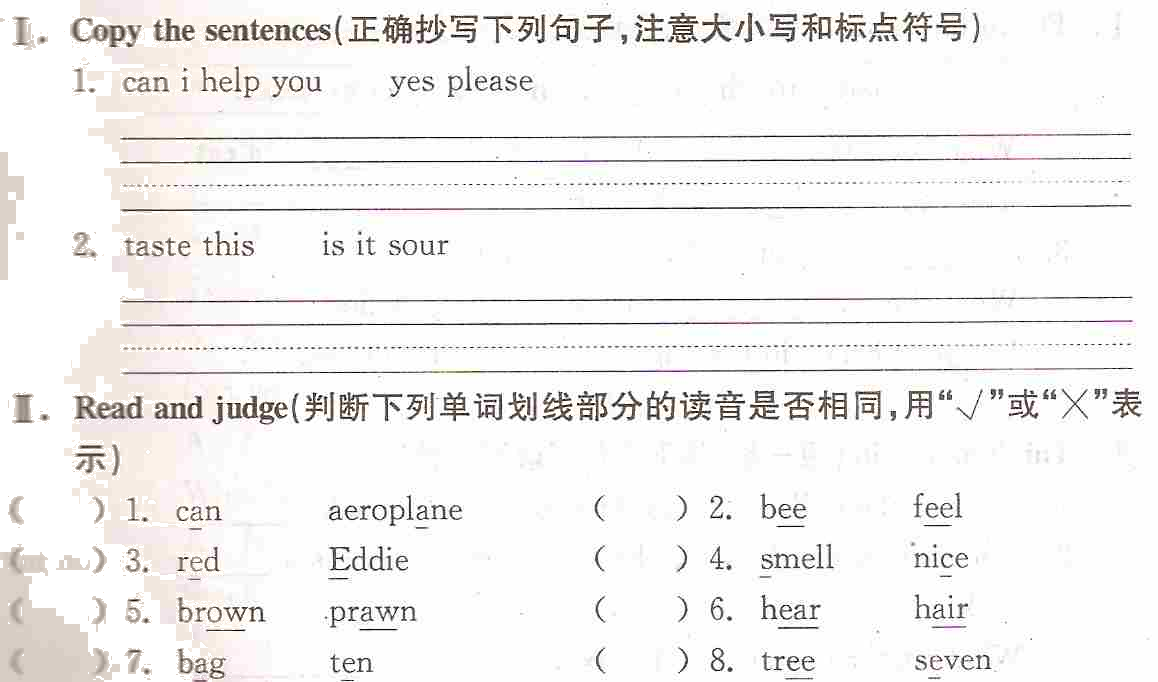 Ⅰ. Copy the sentences(正确抄写下列句子,注意大小写和标点符号)
1. can i help you yes please
2. taste this is it sour
Ⅱ. Read and judge(判断下列单词划线部分的读音是否相同,用“√”或“×”表
示)
( ) 1. can aeroplane ( ) 2. bee feel
( ) 3. red Eddie ( ) 4. smell nice
( ) 5. brown prawn ( ) 6. hear hair
( ) 7. bag ten ( ) 8. tree seven